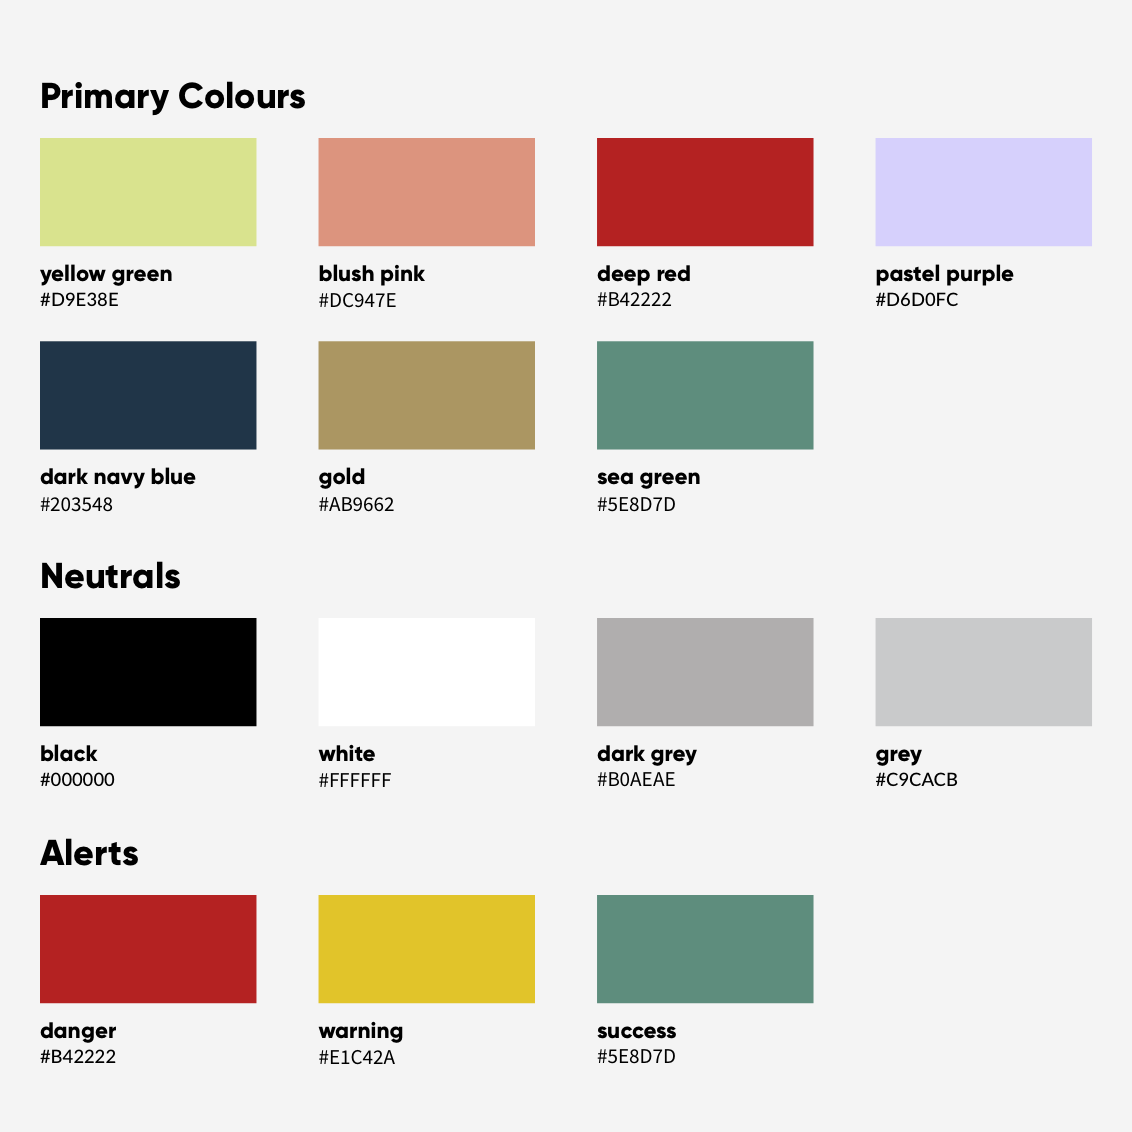 Primary Colours
yellow green
#D9E38E
blush pink
#DC947E
deep red
#B42222
pastel purple
#D6D0FC
dark navy blue
#203548
gold
#AB9662
sea green
#5E8D7D
Neutrals
black
#000000
white
#FFFFFF
dark grey
#B0AEAE
grey
#C9CACB
Alerts
danger
#B42222
warning
#E1C42A
success
#5E8D7D